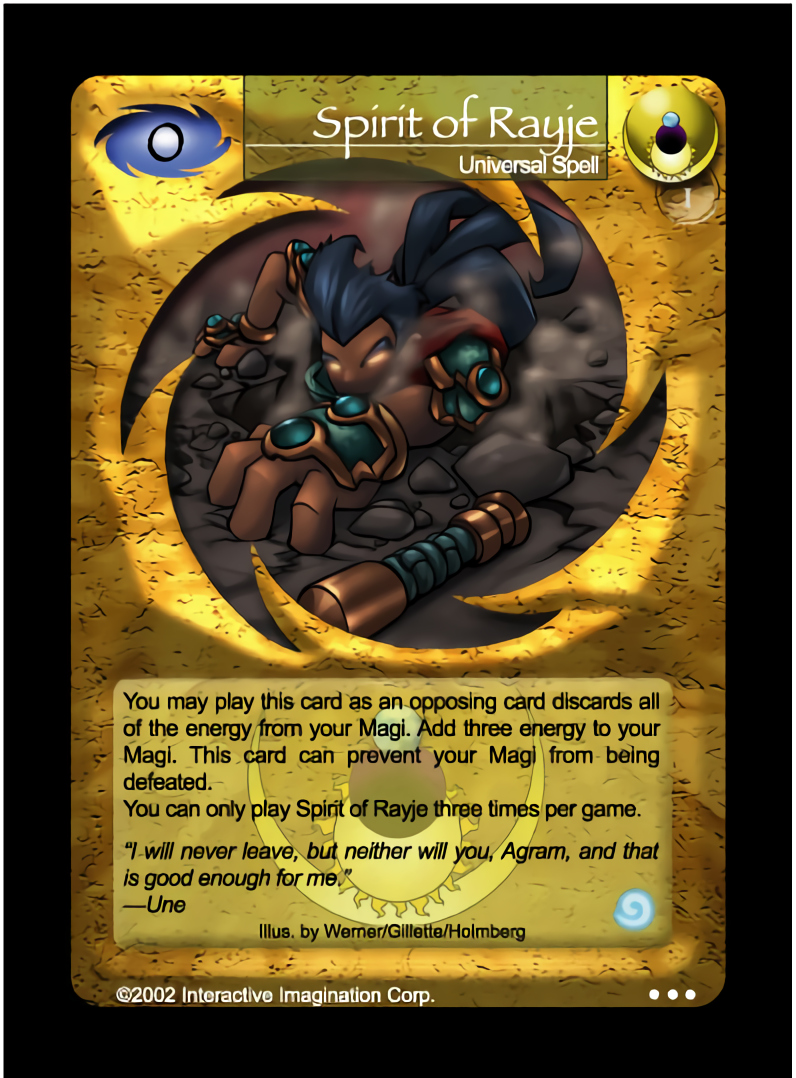 Spirit of Rayje
Universal Spell
0
1
You may play this card as an opposing card discards all
of the energy from your Magi. Add three energy to your
Magi. This card can prevent your Magi from being
defeated.
You can only play Spirit of Rayje three times per game.
“I will never leave, but neither will you, Agram, and that
is good enough for me.”
—Une
Illus. by Werner/Gillette/Holmberg
©2002 Interactive Imagination Corp.